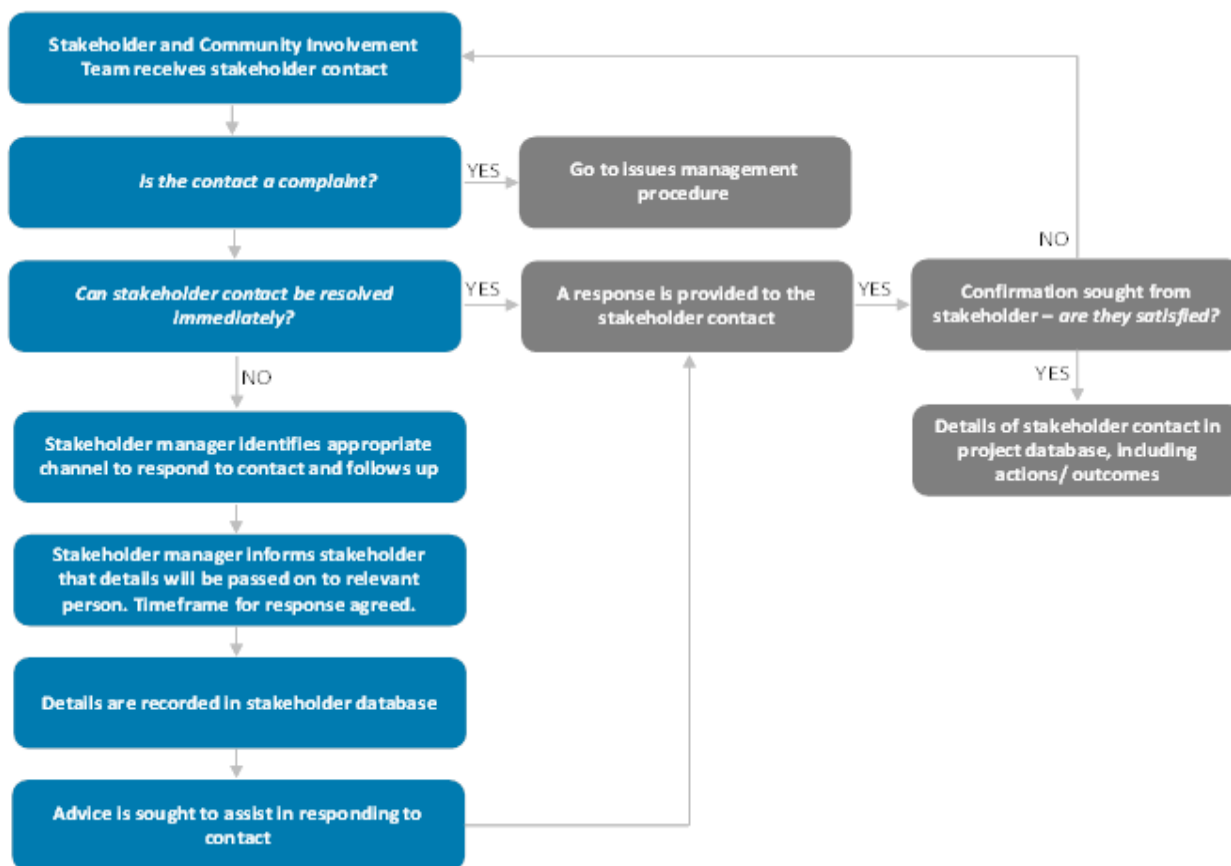 Stakeholder and Community Involvement
Team receives stakeholder contact
Is the contact a complaint?
YES
Go to issues management
procedure
NO
Can stakeholder contact be resolved
immediately?
YES
A response is provided to the
stakeholder contact
YES
Confirmation sought from
stakeholder – are they satisfied?
NO
YES
Stakeholder manager identifies appropriate
channel to respond to contact and follows up
Details of stakeholder contact in
project database, including
actions/ outcomes
Stakeholder manager informs stakeholder
that details will be passed on to relevant
person. Timeframe for response agreed.
Details are recorded in stakeholder database
Advice is sought to assist in responding to
contact